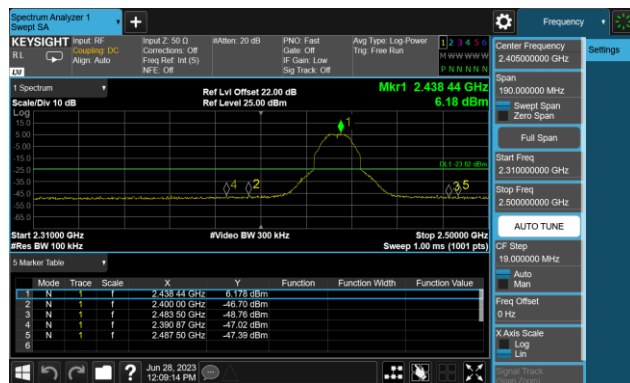 Spectrum Analyzer 1
Swept SA
Frequency
KEYSIGHT
RL
Input: RF
Coupling: DC
Align: Auto
Input Z: 50 Ω
Corrections: Off
Freq Ref: Int (S)
NFE: Off
#Atten: 20 dB
PNO: Fast
Gate: Off
IF Gain: Low
Sig Track: Off
Avg Type: Log-Power
Trig: Free Run
1 2 3 4 5 6
M W W W W W
P N N N N N
Center Frequency
2.405000000 GHz
Settings
Span
190.000000 MHz
Swept Span
Zero Span
Full Span
Start Freq
2.310000000 GHz
Stop Freq
2.500000000 GHz
AUTO TUNE
CF Step
19.000000 MHz
Auto
Man
Freq Offset
0 Hz
X Axis Scale
Log
Lin
Signal Track
(Span Zoom)
1 Spectrum
Scale/Div 10 dB
Ref Lvl Offset 22.00 dB
Ref Level 25.00 dBm
Mkr1 2.438 44 GHz
6.18 dBm
Log
15.0
5.00
-5.00
-15.0
-25.0
-35.0
-45.0
-55.0
-65.0
1
DL1 -23.82 dBm
4
2
3
5
Start 2.31000 GHz
#Video BW 300 kHz
Stop 2.50000 GHz
#Res BW 100 kHz
Sweep 1.00 ms (1001 pts)
5 Marker Table
Mode Trace Scale X Y Function Function Width Function Value
1 N 1 f 2.438 44 GHz 6.178 dBm
2 N 1 f 2.400 00 GHz -46.70 dBm
3 N 1 f 2.483 50 GHz -48.76 dBm
4 N 1 f 2.390 87 GHz -47.02 dBm
5 N 1 f 2.487 50 GHz -47.39 dBm
6
?
Jun 28, 2023
12:09:14 PM